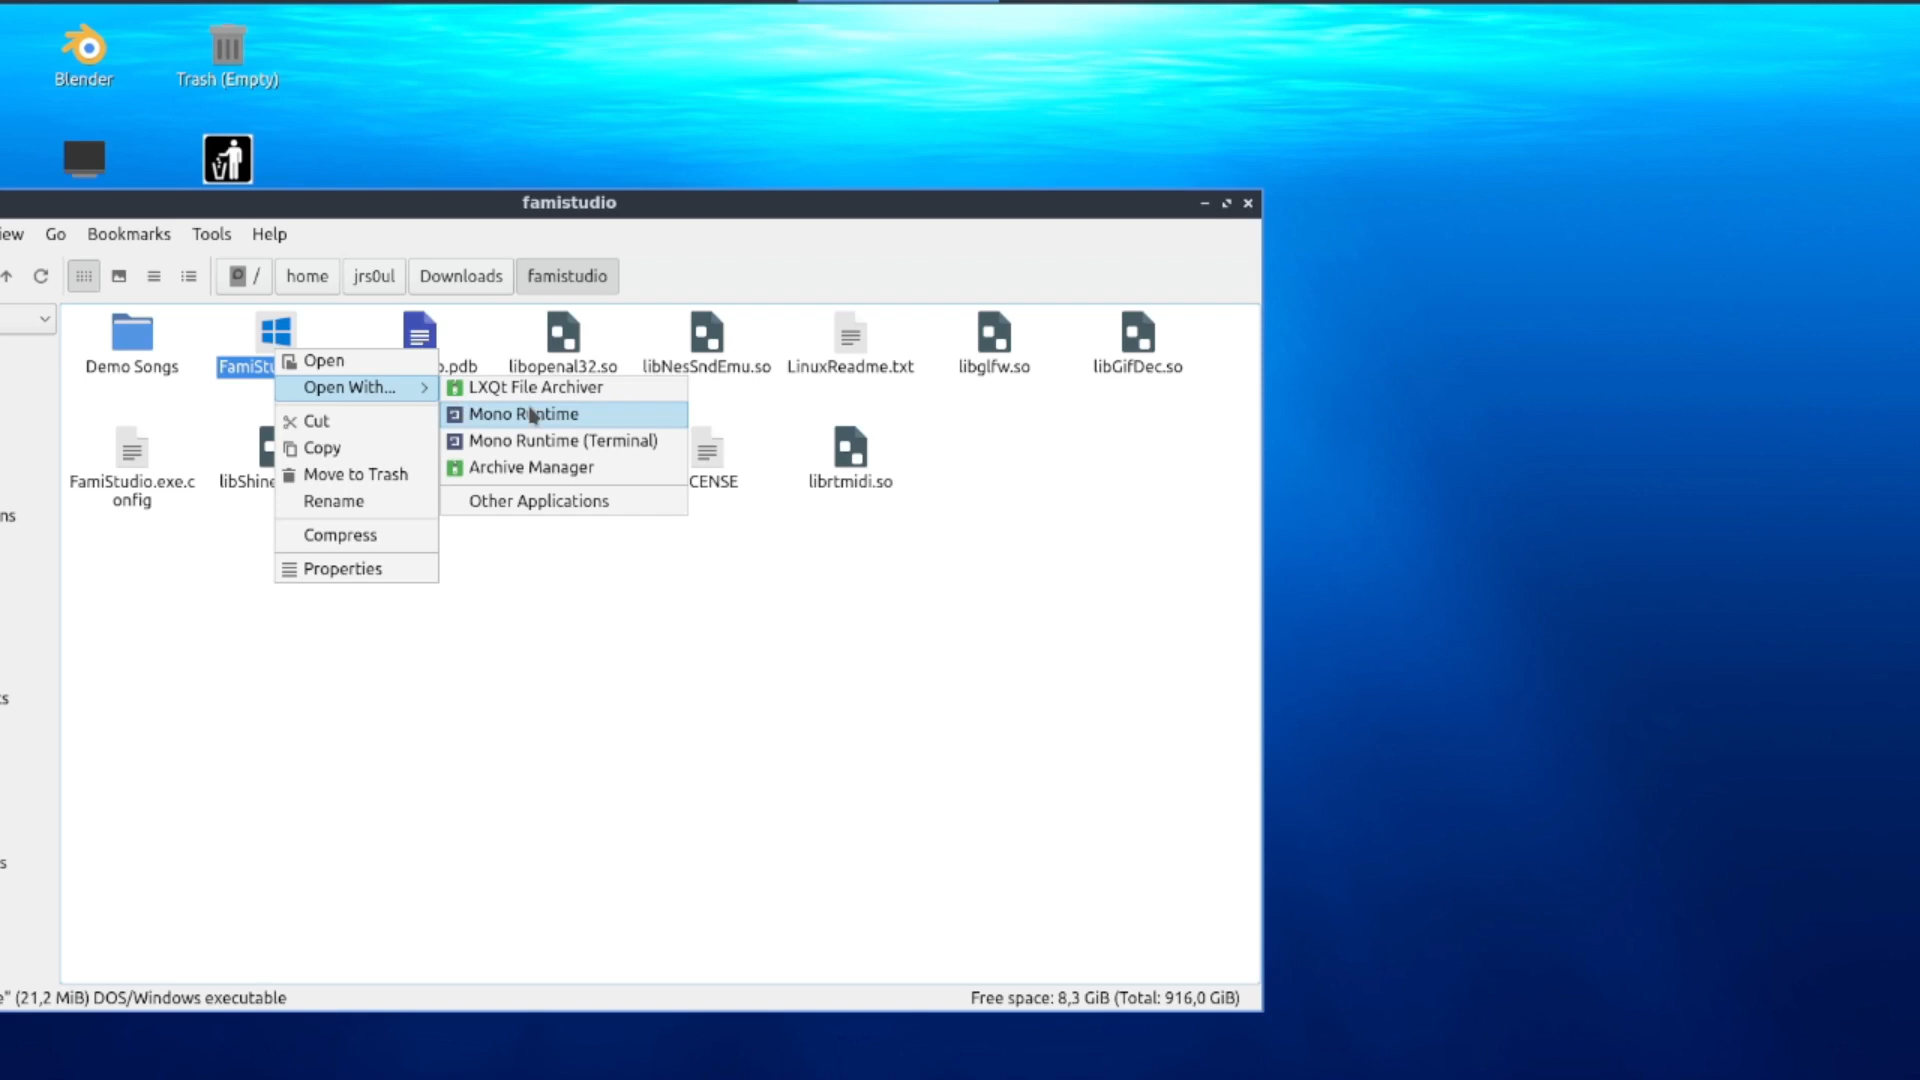 Blender
Trash (Empty)
famistudio
iew Go Bookmarks Tools Help
/ home jrs0ul Downloads famistudio
Demo Songs
FamiStu
o.pdb
libopenal32.so
libNesSndEmu.so
LinuxReadme.txt
libglfw.so
libGifDec.so
Open
Open With...
Cut
Copy
Move to Trash
Rename
Compress
Properties
LXQt File Archiver
Mono Runtime
Mono Runtime (Terminal)
Archive Manager
Other Applications
FamiStudio.exe.c
onfig
libShine
CENSE
librtmidi.so
ns
ts
s
e" (21,2 MiB) DOS/Windows executable
Free space: 8,3 GiB (Total: 916,0 GiB)